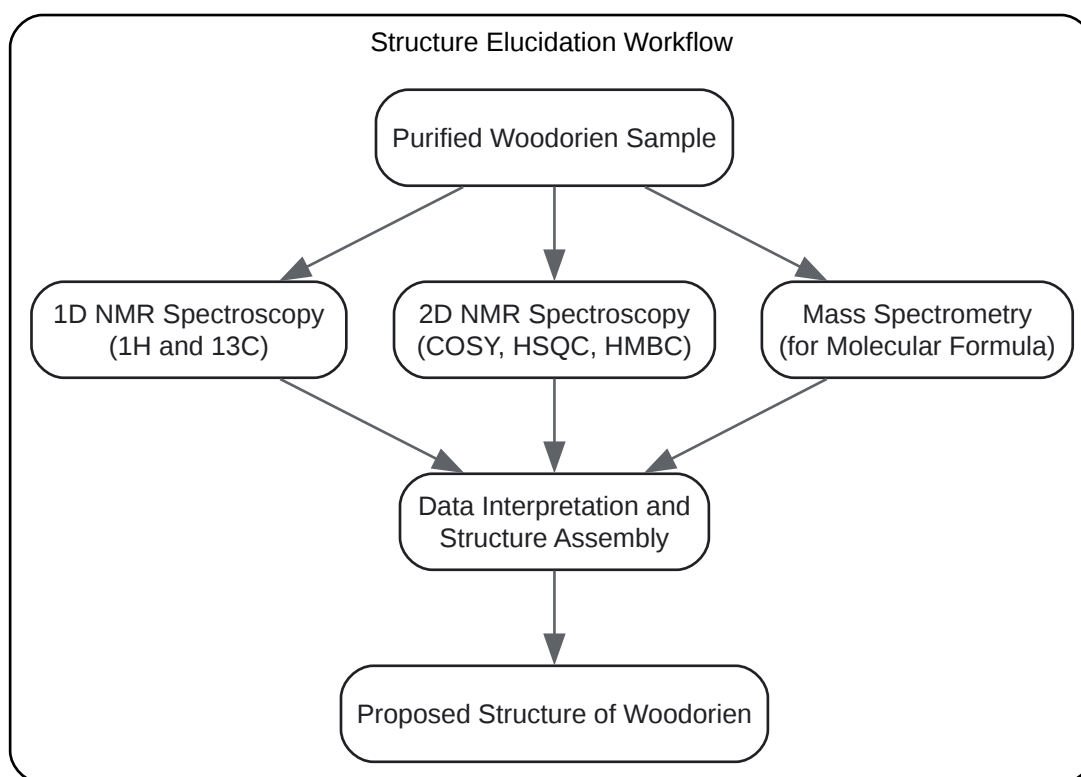 Structure Elucidation Workflow
Purified Woodorien Sample
1D NMR Spectroscopy
(1H and 13C)
2D NMR Spectroscopy
(COSY, HSQC, HMBC)
Mass Spectrometry
(for Molecular Formula)
Data Interpretation and
Structure Assembly
Proposed Structure of Woodorien